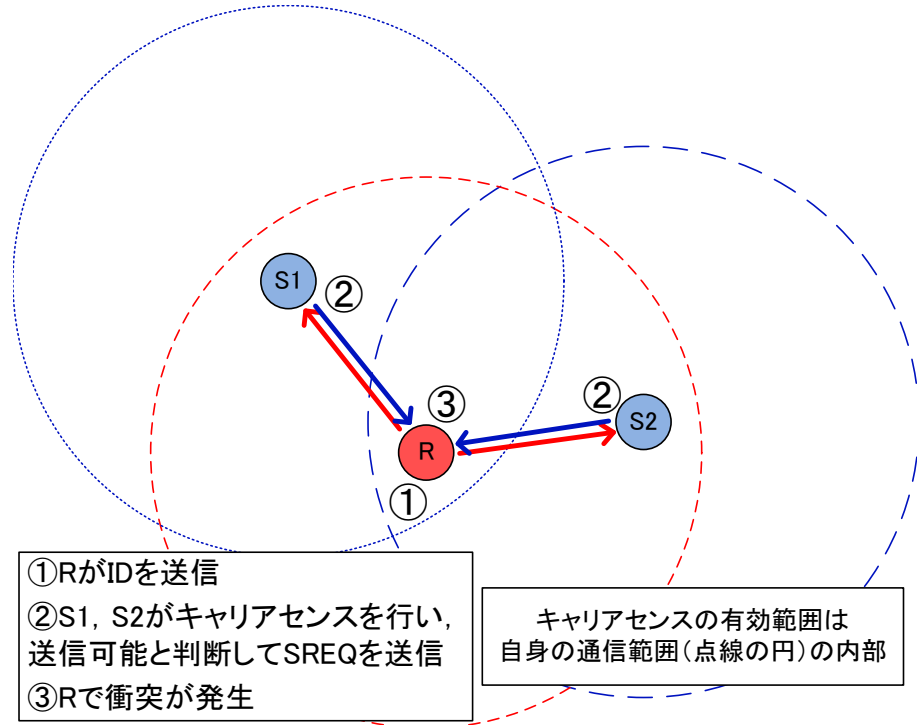 S1
②
③
②
S2
R
①
①RがIDを送信
②S1, S2がキャリアセンスを行い,
送信可能と判断してSREQを送信
③Rで衝突が発生
キャリアセンスの有効範囲は
自身の通信範囲(点線の円)の内部